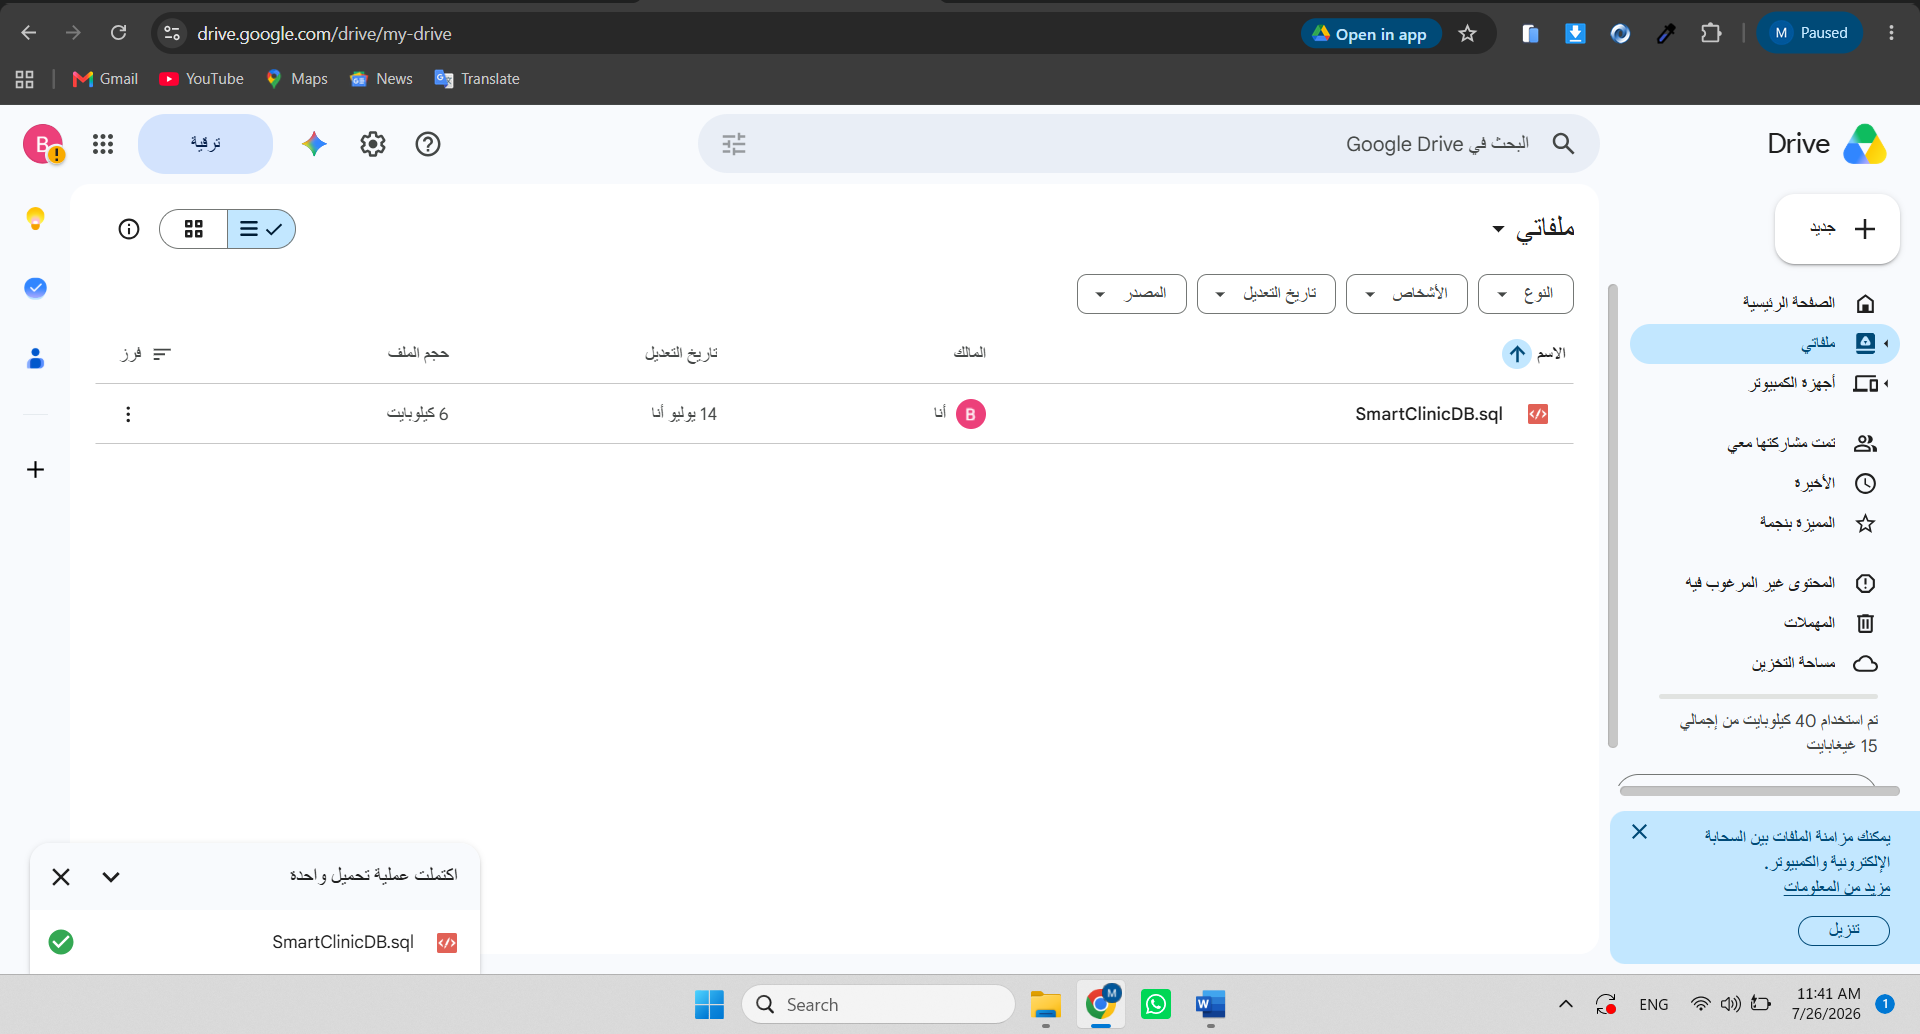 drive.google.com/drive/my-drive
Open in app
M
Paused
Gmail
YouTube
Maps
News
Translate
Drive
البحث في Google Drive
ترقية
B
جديد
الصفحة الرئيسية
ملفاتي
أجهزة الكمبيوتر
تمت مشاركتها معي
الأخيرة
المميزة بنجمة
المحتوى غير المرغوب فيه
المهملات
مساحة التخزين
تم استخدام 40 كيلوبايت من إجمالي
15 غيغابايت
يمكنك مزامنة الملفات بين السحابة
الإلكترونية والكمبيوتر.
مزيد من المعلومات
تنزيل
ملفاتي
النوع
الأشخاص
تاريخ التعديل
المصدر
الاسم
المالك
تاريخ التعديل
حجم الملف
فرز
SmartClinicDB.sql
B
أنا
14 يوليو أنا
6 كيلوبايت
اكتملت عملية تحميل واحدة
SmartClinicDB.sql
Search
M
ENG
11:41 AM
7/26/2026
1